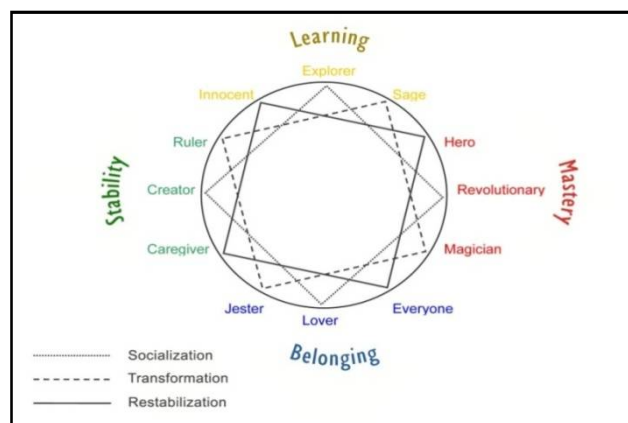 Learning
Explorer
Innocent
Sage
Ruler
Hero
Stability
Creator
Revolutionary
Mastery
Caregiver
Magician
Jester
Lover
Everyone
Belonging
Socialization
Transformation
Restabilization